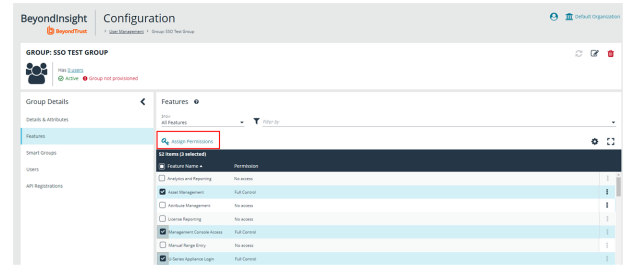 BeyondInsight
BeyondTrust
Configuration
User Management > Group: SSO Test Group
Default Organization
GROUP: SSO TEST GROUP
Has 0 users
Active Group not provisioned
Group Details
Details & Attributes
Features
Smart Groups
Users
API Registrations
Features
Show
All Features
Filter by
Assign Permissions
52 items (3 selected)
Feature Name Permission
Analytics and Reporting No access
Asset Management Full Control
Attribute Management No access
License Reporting No access
Management Console Access Full Control
Manual Range Entry No access
U-Series Appliance Login Full Control